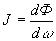 J = dΦ / dω